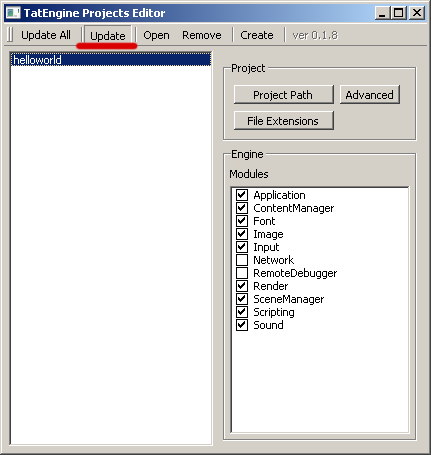 TatEngine Projects Editor
Update All Update Open Remove Create ver 0.1.8
helloworld
Project
Project Path Advanced
File Extensions
Engine
Modules
Application
ContentManager
Font
Image
Input
Network
RemoteDebugger
Render
SceneManager
Scripting
Sound